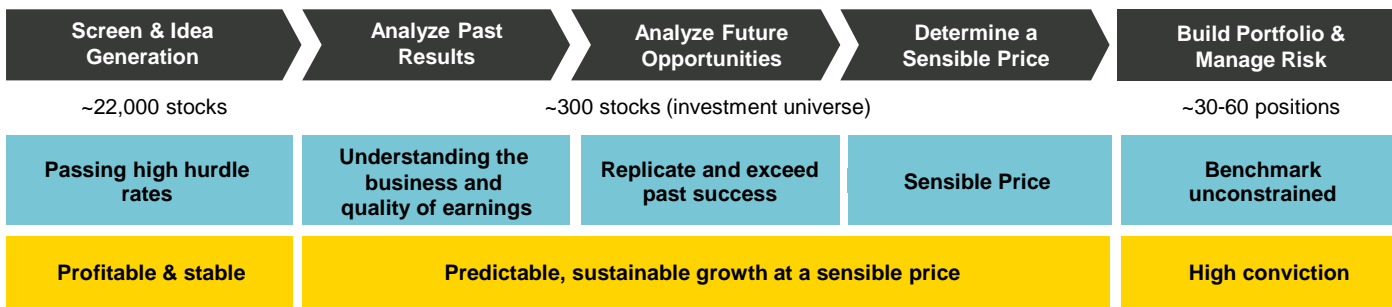 Screen & Idea
Generation
Analyze Past
Results
Analyze Future
Opportunities
Determine a
Sensible Price
Build Portfolio &
Manage Risk
~22,000 stocks
~300 stocks (investment universe)
~30-60 positions
Passing high hurdle
rates
Understanding the
business and
quality of earnings
Replicate and exceed
past success
Sensible Price
Benchmark
unconstrained
Profitable & stable
Predictable, sustainable growth at a sensible price
High conviction